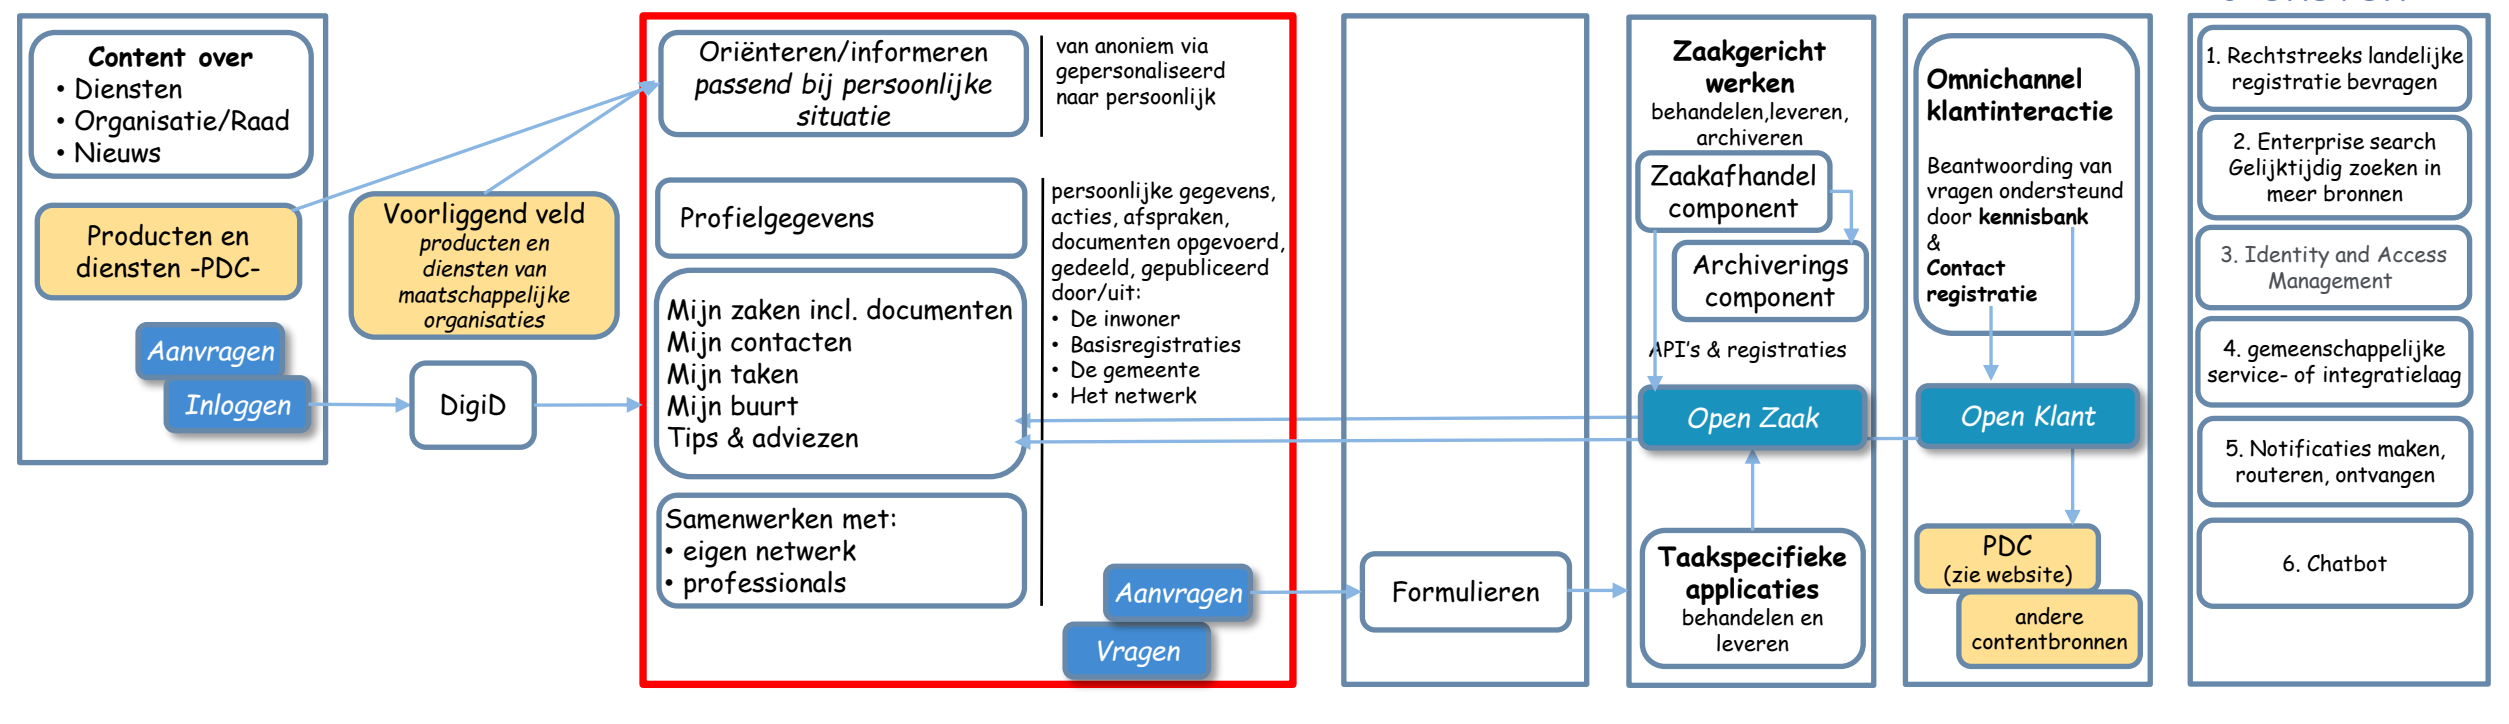 Content over
• Diensten
• Organisatie/Raad
• Nieuws
Producten en
diensten -PDC-
Aanvragen
Inloggen
Voorliggend veld
producten en
diensten van
maatschappelijke
organisaties
DigiD
Oriënteren/informeren
passend bij persoonlijke
situatie
van anoniem via
gepersonaliseerd
naar persoonlijk
Profielgegevens
Mijn zaken incl. documenten
Mijn contacten
Mijn taken
Mijn buurt
Tips & adviezen
Samenwerken met:
• eigen netwerk
• professionals
persoonlijke gegevens,
acties, afspraken,
documenten opgevoerd,
gedeeld, gepubliceerd
door/uit:
• De inwoner
• Basisregistraties
• De gemeente
• Het netwerk
Aanvragen
Vragen
Formulieren
Zaakgericht
werken
behandelen,leveren,
archiveren
Zaakafhandel
component
Archiverings
component
API's & registraties
Open Zaak
Taakspecifieke
applicaties
behandelen en
leveren
Omnichannel
klantinteractie
Beantwoording van
vragen ondersteund
door kennisbank
&
Contact
registratie
Open Klant
PDC
(zie website)
andere
contentbronnen
1. Rechtstreeks landelijke
registratie bevragen
2. Enterprise search
Gelijktijdig zoeken in
meer bronnen
3. Identity and Access
Management
4. gemeenschappelijke
service- of integratielaag
5. Notificaties maken,
routeren, ontvangen
6. Chatbot